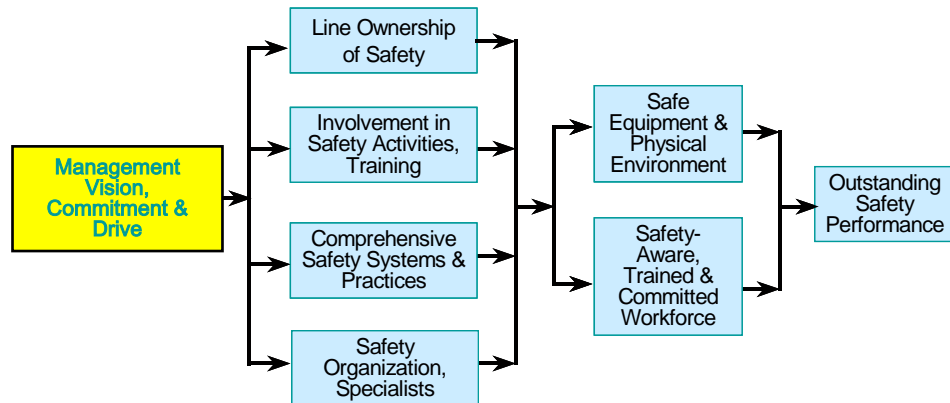 Management
Vision,
Commitment &
Drive
Line Ownership
of Safety
Involvement in
Safety Activities,
Training
Comprehensive
Safety Systems &
Practices
Safety
Organization,
Specialists
Safe
Equipment &
Physical
Environment
Safety-
Aware,
Trained &
Committed
Workforce
Outstanding
Safety
Performance